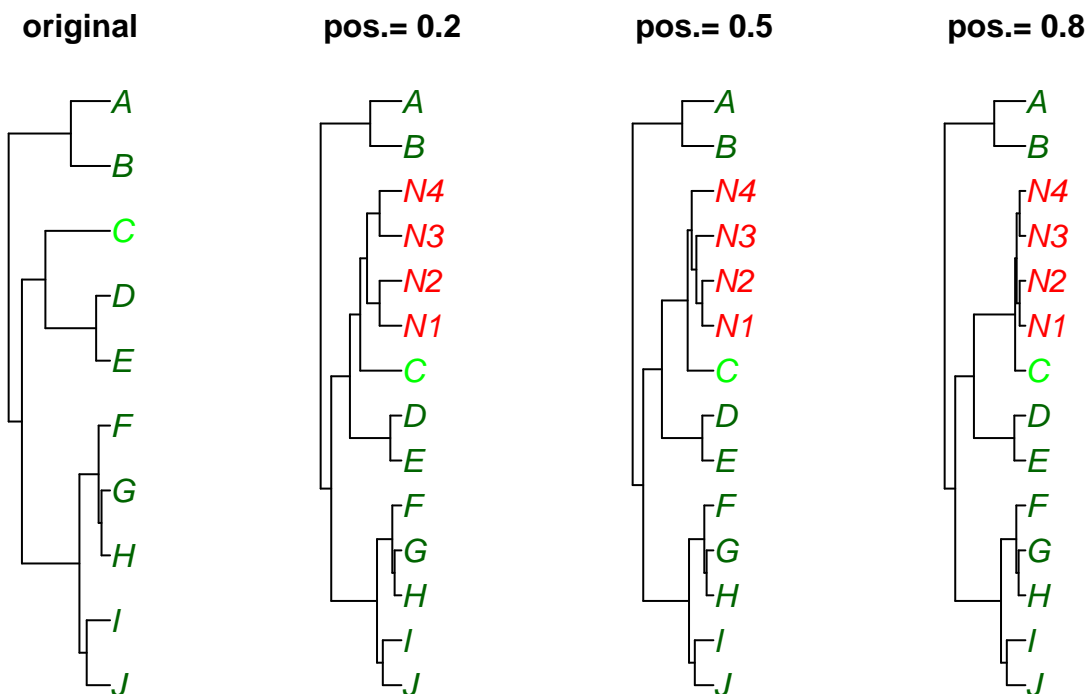 original
pos.= 0.2
pos.= 0.5
pos.= 0.8
A
B
C
D
E
F
G
H
I
J
A
B
N4
N3
N2
N1
C
D
E
F
G
H
I
J
A
B
N4
N3
N2
N1
C
D
E
F
G
H
I
J
A
B
N4
N3
N2
N1
C
D
E
F
G
H
I
J